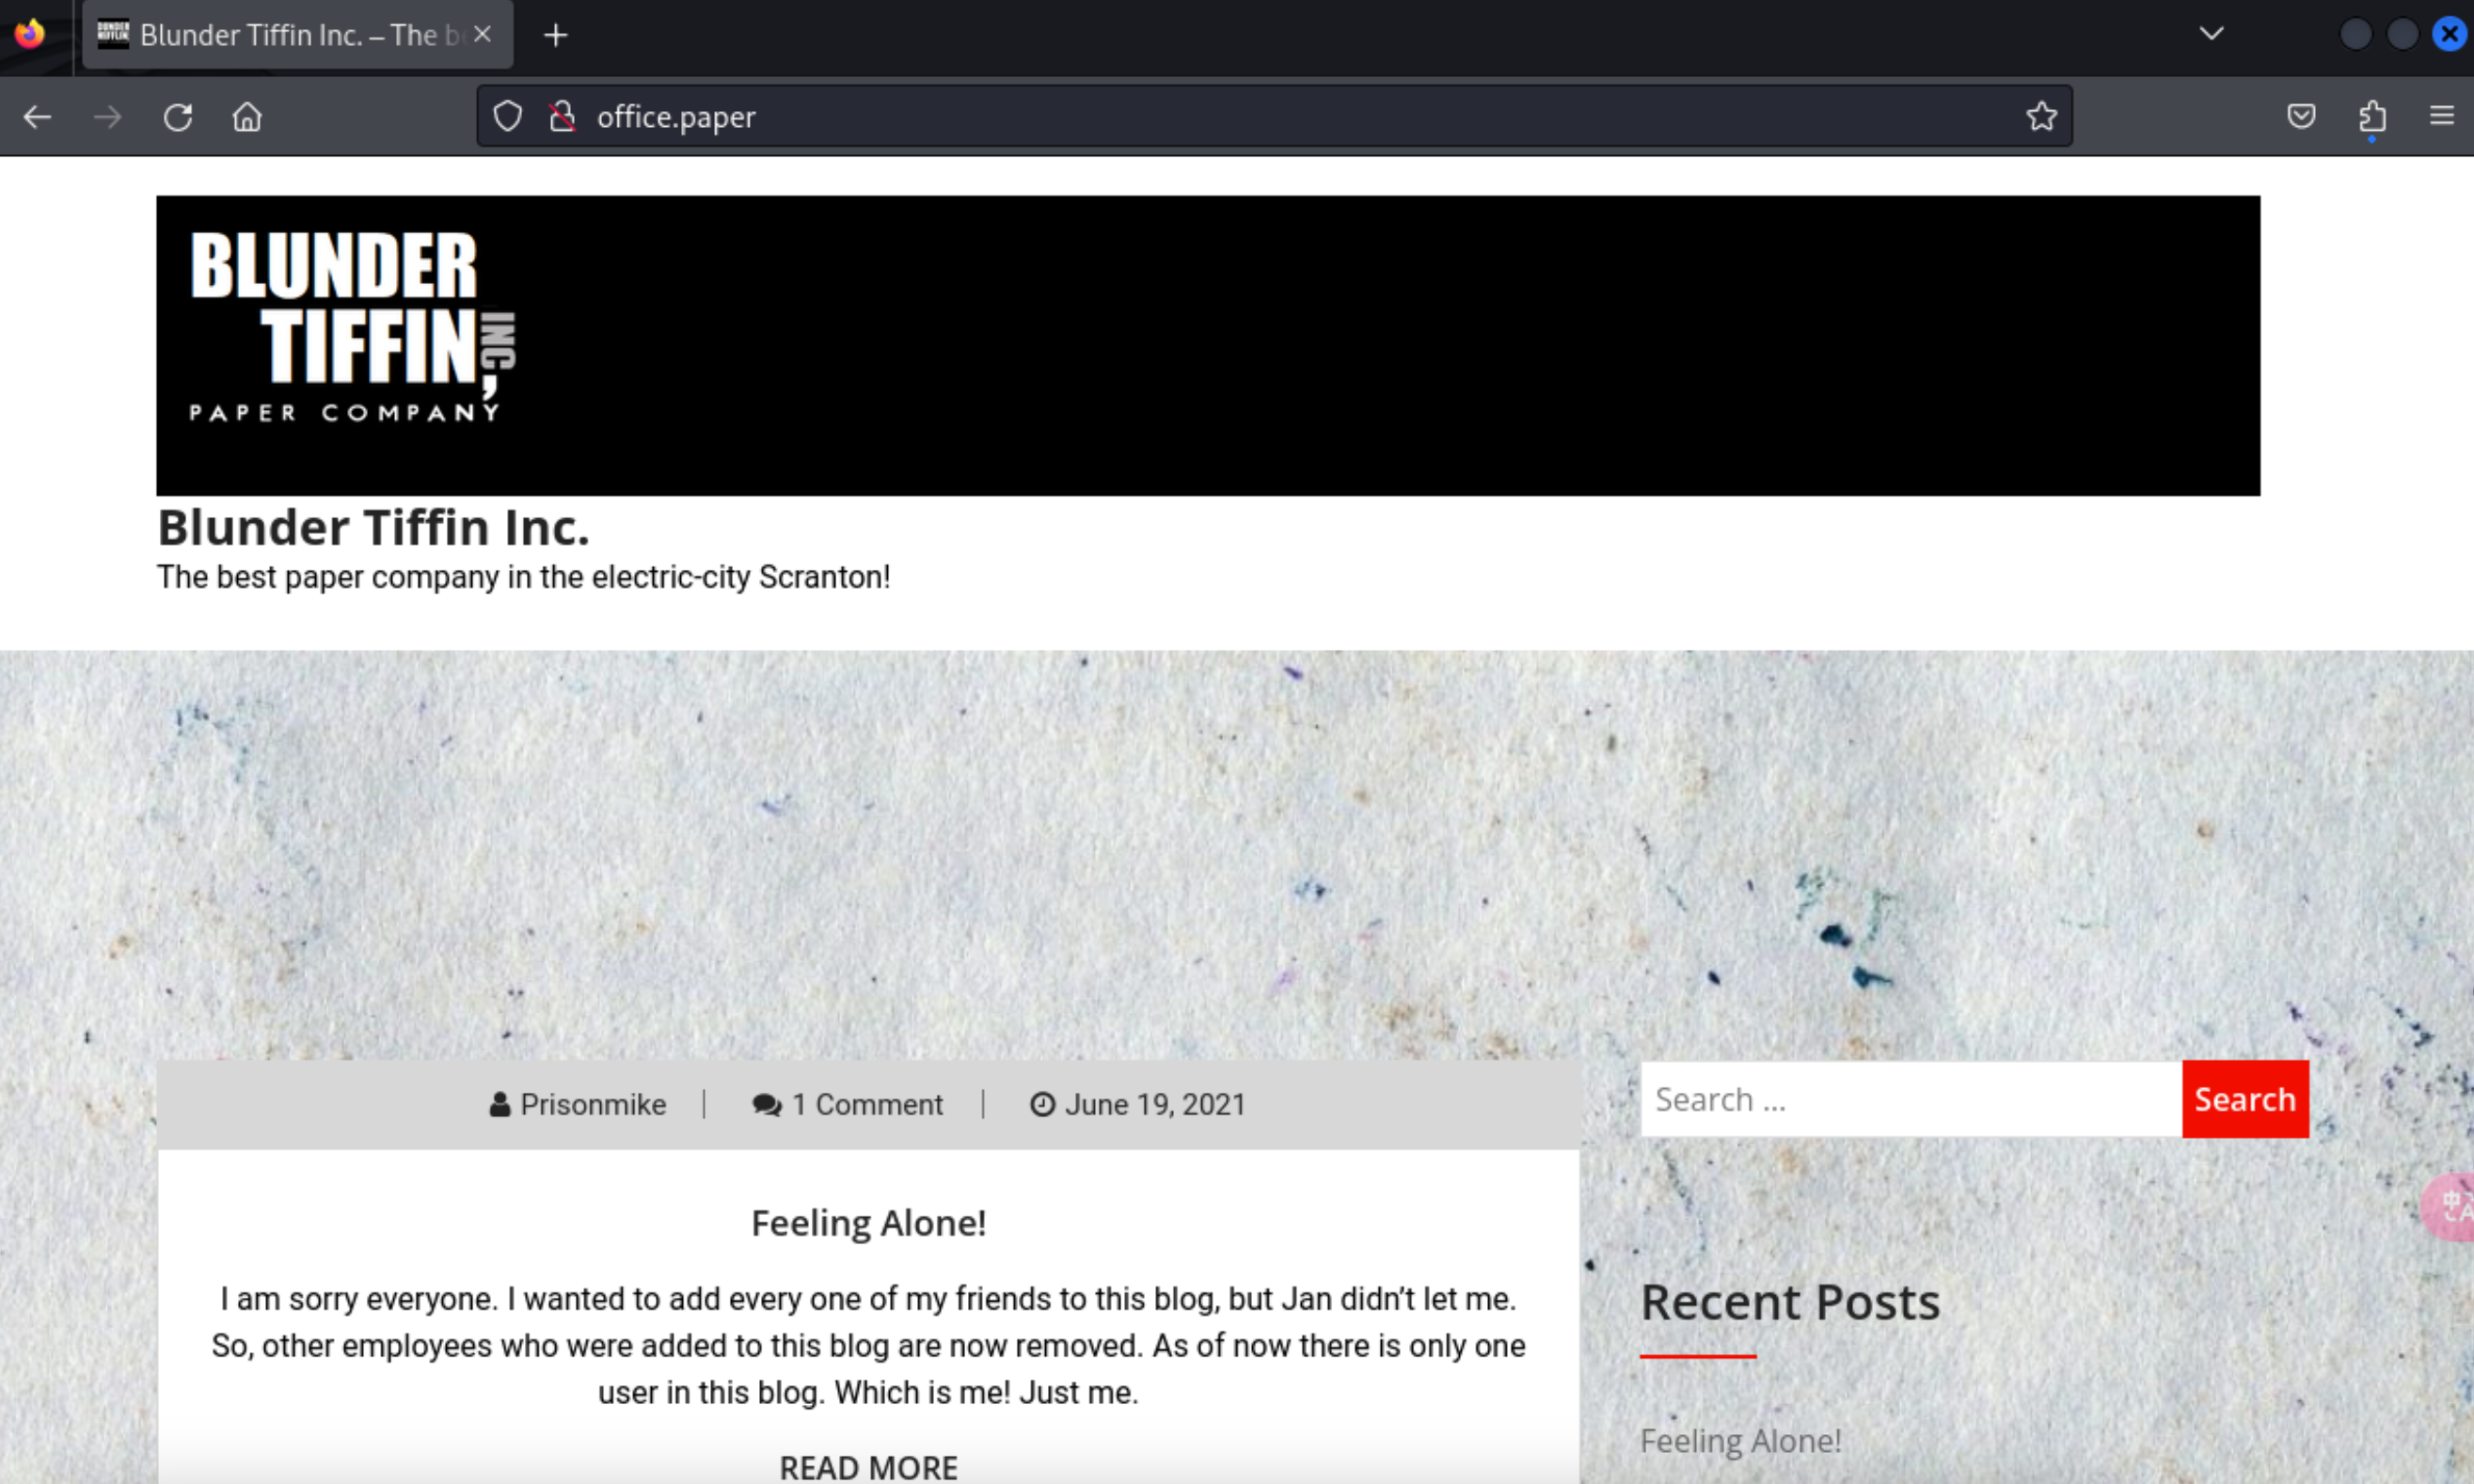 Blunder Tiffin Inc. – The b
office.paper
BLUNDER
TIFFIN
INC,
PAPER COMPANY
Blunder Tiffin Inc.
The best paper company in the electric-city Scranton!
Prisonmike
1 Comment
June 19, 2021
Search ...
Search
Feeling Alone!
I am sorry everyone. I wanted to add every one of my friends to this blog, but Jan didn’t let me.
So, other employees who were added to this blog are now removed. As of now there is only one
user in this blog. Which is me! Just me.
READ MORE
Recent Posts
Feeling Alone!